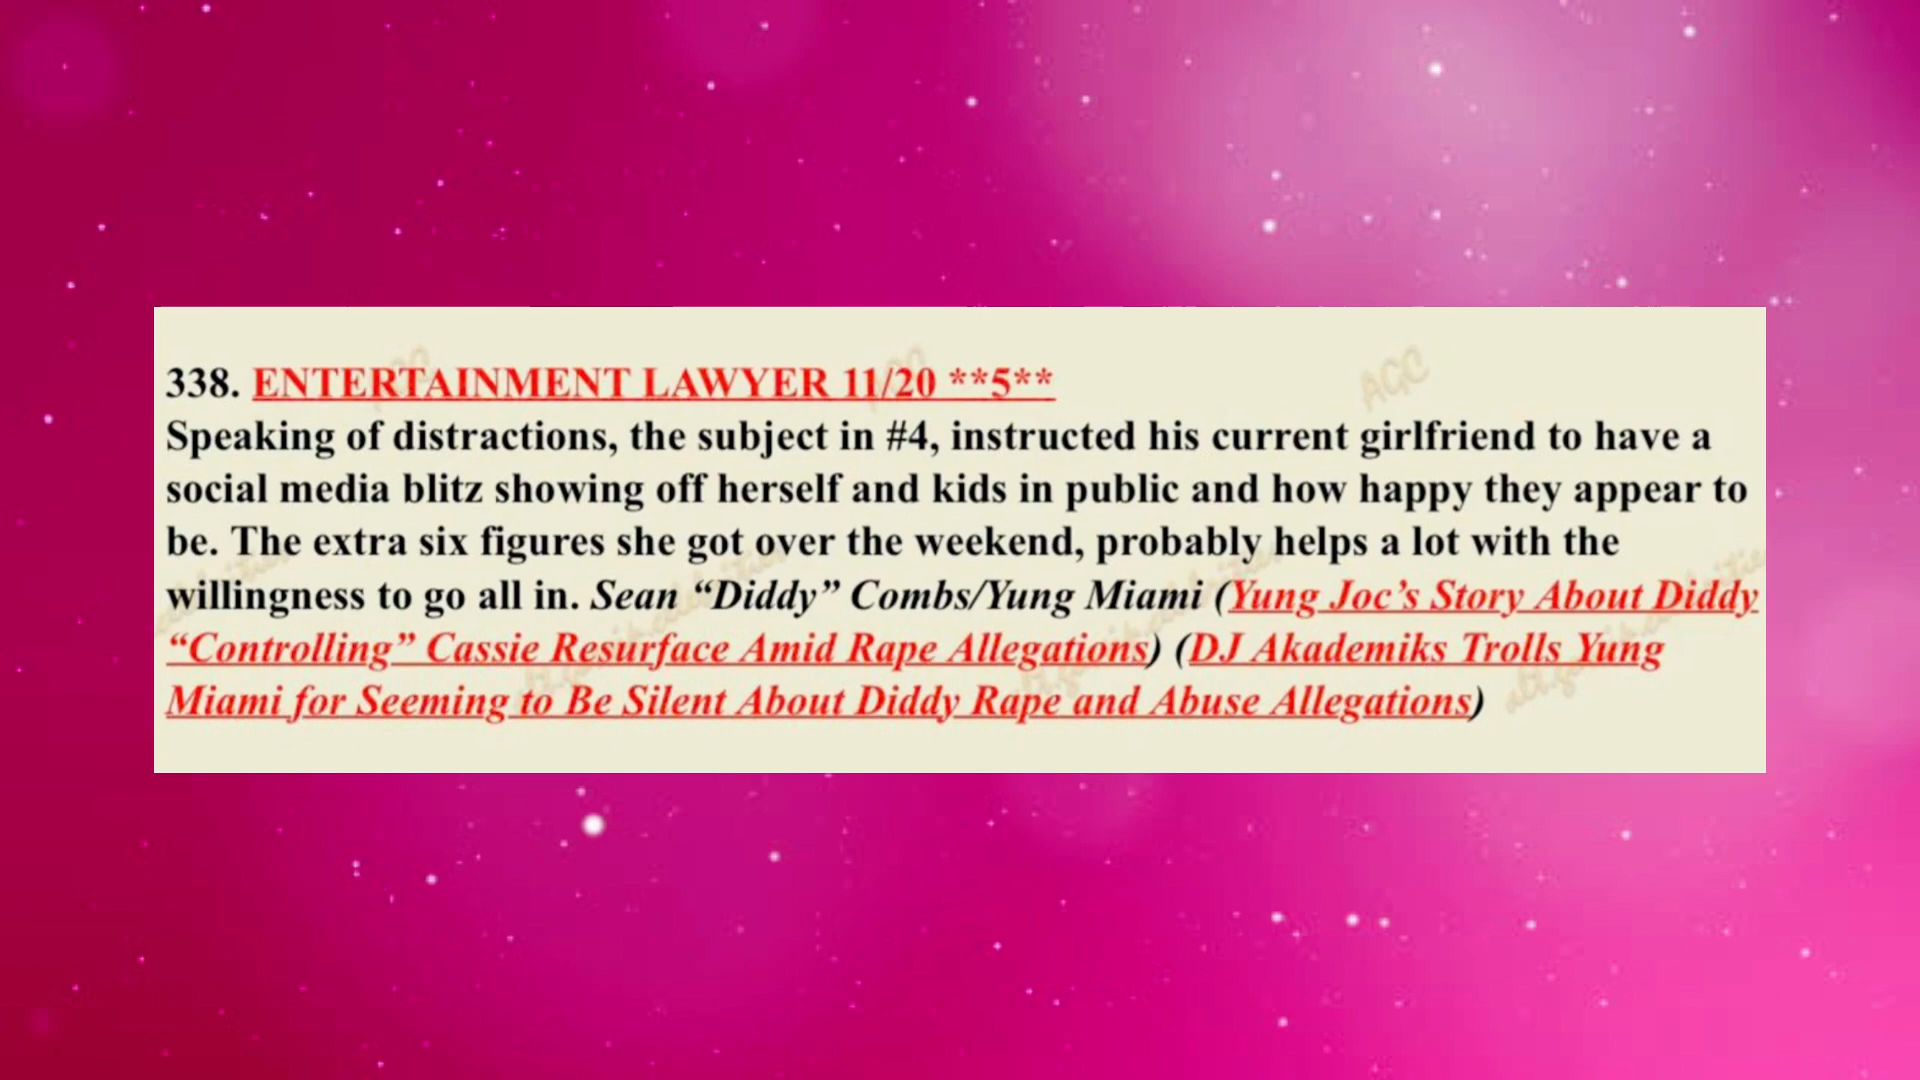 338. ENTERTAINMENT LAWYER 11/20 **5**
Speaking of distractions, the subject in #4, instructed his current girlfriend to have a
social media blitz showing off herself and kids in public and how happy they appear to
be. The extra six figures she got over the weekend, probably helps a lot with the
willingness to go all in. Sean “Diddy” Combs/Yung Miami (Yung Joc’s Story About Diddy
“Controlling” Cassie Resurface Amid Rape Allegations) (DJ Akademiks Trolls Yung
Miami for Seeming to Be Silent About Diddy Rape and Abuse Allegations)
AGC